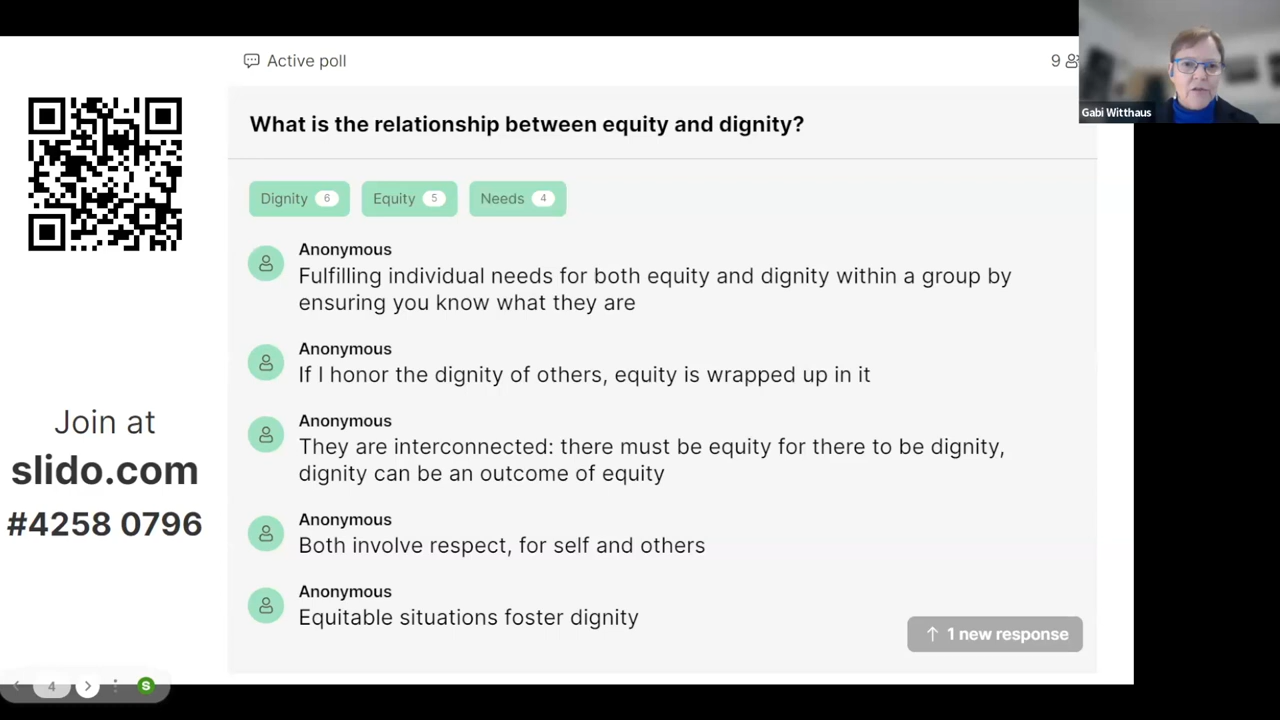 Active poll
9
Gabi Witthaus
What is the relationship between equity and dignity?
Dignity 6 Equity 5 Needs 4
Anonymous
Fulfilling individual needs for both equity and dignity within a group by
ensuring you know what they are
Anonymous
If I honor the dignity of others, equity is wrapped up in it
Anonymous
They are interconnected: there must be equity for there to be dignity,
dignity can be an outcome of equity
Anonymous
Both involve respect, for self and others
Anonymous
Equitable situations foster dignity
↑ 1 new response
Join at
slido.com
#4258 0796
4
S